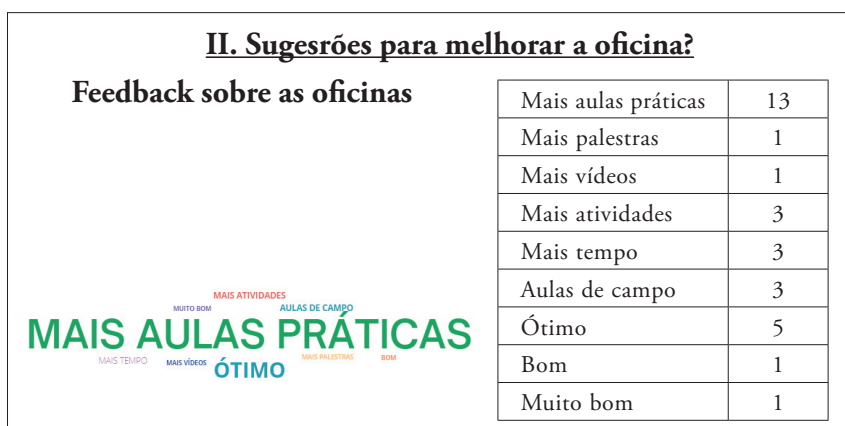 II. Sugesrões para melhorar a oficina?
Feedback sobre as oficinas
MAIS ATIVIDADES
MUITO BOM AULAS DE CAMPO
MAIS AULAS PRÁTICAS
MAIS TEMPO MAIS VÍDEOS ÓTIMO MAIS PALESTRAS BOM
Mais aulas práticas 13
Mais palestras 1
Mais vídeos 1
Mais atividades 3
Mais tempo 3
Aulas de campo 3
Ótimo 5
Bom 1
Muito bom 1